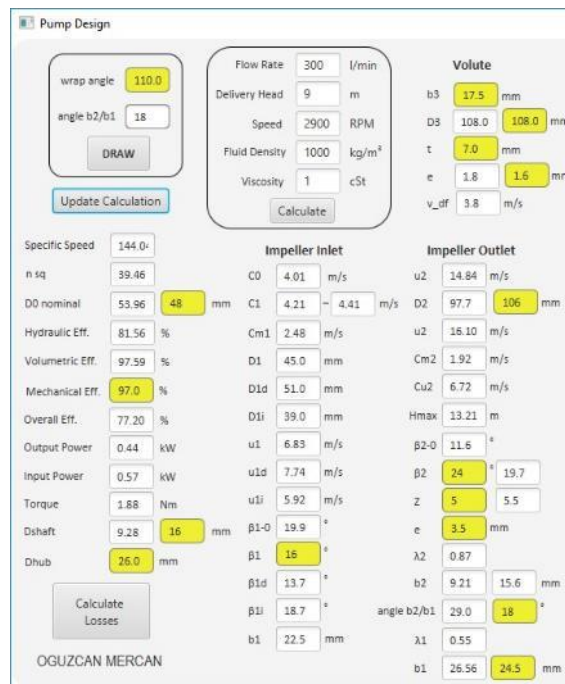 Pump Design
wrap angle 110.0
angle b2/b1 18
DRAW
Update Calculation
Flow Rate 300 l/min
Delivery Head 9 m
Speed 2900 RPM
Fluid Density 1000 kg/m³
Viscosity 1 cSt
Calculate
Volute
b3 17.5 mm
D3 108.0 108.0 mm
t 7.0 mm
e 1.8 1.6 mm
v_df 3.8 m/s
Specific Speed 144.04
n sq 39.46
D0 nominal 53.96 48 mm
Hydraulic Eff. 81.56 %
Volumetric Eff. 97.59 %
Mechanical Eff. 97.0 %
Overall Eff. 77.20 %
Output Power 0.44 kW
Input Power 0.57 kW
Torque 1.88 Nm
Dshaft 9.28 16 mm
Dhub 26.0 mm
Calculate
Losses
OGUZCAN MERCAN
Impeller Inlet
C0 4.01 m/s
C1 4.21 ~ 4.41 m/s
Cm1 2.48 m/s
D1 45.0 mm
D1d 51.0 mm
D1i 39.0 mm
u1 6.83 m/s
u1d 7.74 m/s
u1i 5.92 m/s
β1-0 19.9 °
β1 16 °
β1d 13.7 °
β1i 18.7 °
b1 22.5 mm
Impeller Outlet
u2 14.84 m/s
D2 97.7 106 mm
u2 16.10 m/s
Cm2 1.92 m/s
Cu2 6.72 m/s
Hmax 13.21 m
β2-0 11.6 °
β2 24 ° 19.7
Z 5 5.5
e 3.5 mm
λ2 0.87
b2 9.21 15.6 mm
angle b2/b1 29.0 18 °
λ1 0.55
b1 26.56 24.5 mm